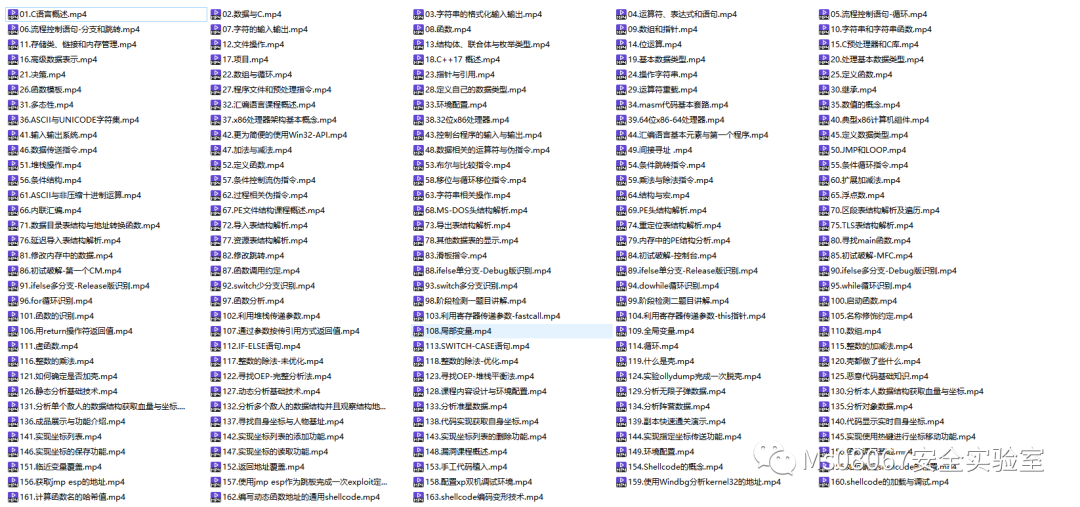 01.C语言概述.mp4 02.数据与C.mp4 03.字符串的格式化输入输出.mp4 04.运算符、表达式和语句.mp4 05.流程控制语句-循环.mp4
06.流程控制语句-分支和跳转.mp4 07.字符的输入输出.mp4 08.函数.mp4 09.数组和指针.mp4 10.字符串和字符串函数.mp4
11.存储类、链接和内存管理.mp4 12.文件操作.mp4 13.结构体、联合体与枚举类型.mp4 14.位运算.mp4 15.C预处理器和C库.mp4
16.高级数据表示.mp4 17.项目.mp4 18.C++17 概述.mp4 19.基本数据类型.mp4 20.处理基本数据类型.mp4
21.决策.mp4 22.数组与循环.mp4 23.指针与引用.mp4 24.操作字符串.mp4 25.定义函数.mp4
26.函数模板.mp4 27.程序文件和预处理指令.mp4 28.定义自己的数据类型.mp4 29.运算符重载.mp4 30.继承.mp4
31.多态性.mp4 32.汇编语言课程概述.mp4 33.环境配置.mp4 34.masm代码基本套路.mp4 35.数值的概念.mp4
36.ASCII与UNICODE字符集.mp4 37.x86处理器架构基本概念.mp4 38.32位x86处理器.mp4 39.64位x86-64处理器.mp4 40.典型x86计算机组件.mp4
41.输入输出系统.mp4 42.更为简便的使用Win32-API.mp4 43.控制台程序的输入与输出.mp4 44.汇编语言基本元素与第一个程序.mp4 45.定义数据类型.mp4
46.数据传送指令.mp4 47.加法与减法.mp4 48.数据相关的运算符与伪指令.mp4 49.间接寻址 .mp4 50.JMP和LOOP.mp4
51.堆栈操作.mp4 52.定义函数.mp4 53.布尔与比较指令.mp4 54.条件跳转指令.mp4 55.条件循环指令.mp4
56.条件结构.mp4 57.条件控制流伪指令.mp4 58.移位与循环移位指令.mp4 59.乘法与除法指令.mp4 60.扩展加减法.mp4
61.ASCII与非压缩十进制运算.mp4 62.过程相关伪指令.mp4 63.字符串相关操作.mp4 64.结构与宏.mp4 65.浮点数.mp4
66.内联汇编.mp4 67.PE文件结构课程概述.mp4 68.MS-DOS头结构解析.mp4 69.PE头结构解析.mp4 70.区段表结构解析及遍历.mp4
71.数据目录表结构与地址转换函数.mp4 72.导入表结构解析.mp4 73.导出表结构解析.mp4 74.重定位表结构解析.mp4 75.TLS表结构解析.mp4
76.延迟导入表结构解析.mp4 77.资源表结构解析.mp4 78.其他数据表的显示.mp4 79.内存中的PE结构分析.mp4 80.寻找main函数.mp4
81.修改内存中的数据.mp4 82.修改跳转.mp4 83.滑板指令.mp4 84.初试破解-控制台.mp4 85.初试破解-MFC.mp4
86.初试破解-第一个CM.mp4 87.函数调用约定.mp4 88.ifelse单分支-Debug版识别.mp4 89.ifelse单分支-Release版识别.mp4 90.ifelse多分支-Debug版识别.mp4
91.ifelse多分支-Release版识别.mp4 92.switch少分支识别.mp4 93.switch多分支识别.mp4 94.dowhile循环识别.mp4 95.while循环识别.mp4
96.for循环识别.mp4 97.函数分析.mp4 98.阶段检测一题目讲解.mp4 99.阶段检测二题目讲解.mp4 100.启动函数.mp4
101.函数的识别.mp4 102.利用堆栈传递参数.mp4 103.利用寄存器传递参数-fastcall.mp4 104.利用寄存器传递参数-this指针.mp4 105.名称修饰约定.mp4
106.用return操作符返回值.mp4 107.通过参数按传引用方式返回值.mp4 108.局部变量.mp4 109.全局变量.mp4 110.数组.mp4
111.虚函数.mp4 112.IF-ELSE语句.mp4 113.SWITCH-CASE语句.mp4 114.循环.mp4 115.整数的加减法.mp4
116.整数的乘法.mp4 117.整数的除法-未优化.mp4 118.整数的除法-优化.mp4 119.什么是壳.mp4 120.壳都做了些什么.mp4
121.如何确定是否加壳.mp4 122.寻找OEP-完整分析法.mp4 123.寻找OEP-堆栈平衡法.mp4 124.实验ollydump完成一次脱壳.mp4 125.恶意代码基础知识.mp4
126.静态分析基础技术.mp4 127.动态分析基础技术.mp4 128.课程内容设计与环境配置.mp4 129.分析无限子弹数据.mp4 130.分析本人数据结构获取血量与坐标.mp4
131.分析单个敌人的数据结构获取血量与坐标.... 132.分析多个敌人的数据结构并且观察结构地... 133.分析准星数据.mp4 134.分析阵营数据.mp4 135.分析对象数据.mp4
136.成品展示与功能介绍.mp4 137.寻找自身坐标与人物基址.mp4 138.代码实现获取自身坐标.mp4 139.副本快速通关演示.mp4 140.代码显示实时自身坐标.mp4
141.实现坐标列表.mp4 142.实现坐标列表的添加功能.mp4 143.实现坐标列表的删除功能.mp4 144.实现指定坐标传送功能.mp4 145.实现使用热键进行坐标移动功能.mp4
146.实现坐标的保存功能.mp4 147.实现坐标的读取功能.mp4 148.漏洞课程概述.mp4 149.环境配置.mp4
151.临近变量覆盖.mp4 152.返回地址覆盖.mp4 153.手工代码植入.mp4 154.Shellcode的概念.mp4
156.获取jmp esp的地址.mp4 157.使用jmp esp作为跳板完成一次exploit定... 158.配置xp双机调试环境.mp4 159.使用Windbg分析kernel32的地址.mp4 160.shellcode的加载与调试.mp4
161.计算函数名的哈希值.mp4 162.编写动态函数地址的通用shellcode.mp4 163.shellcode编码变形技术.mp4
安全实验室